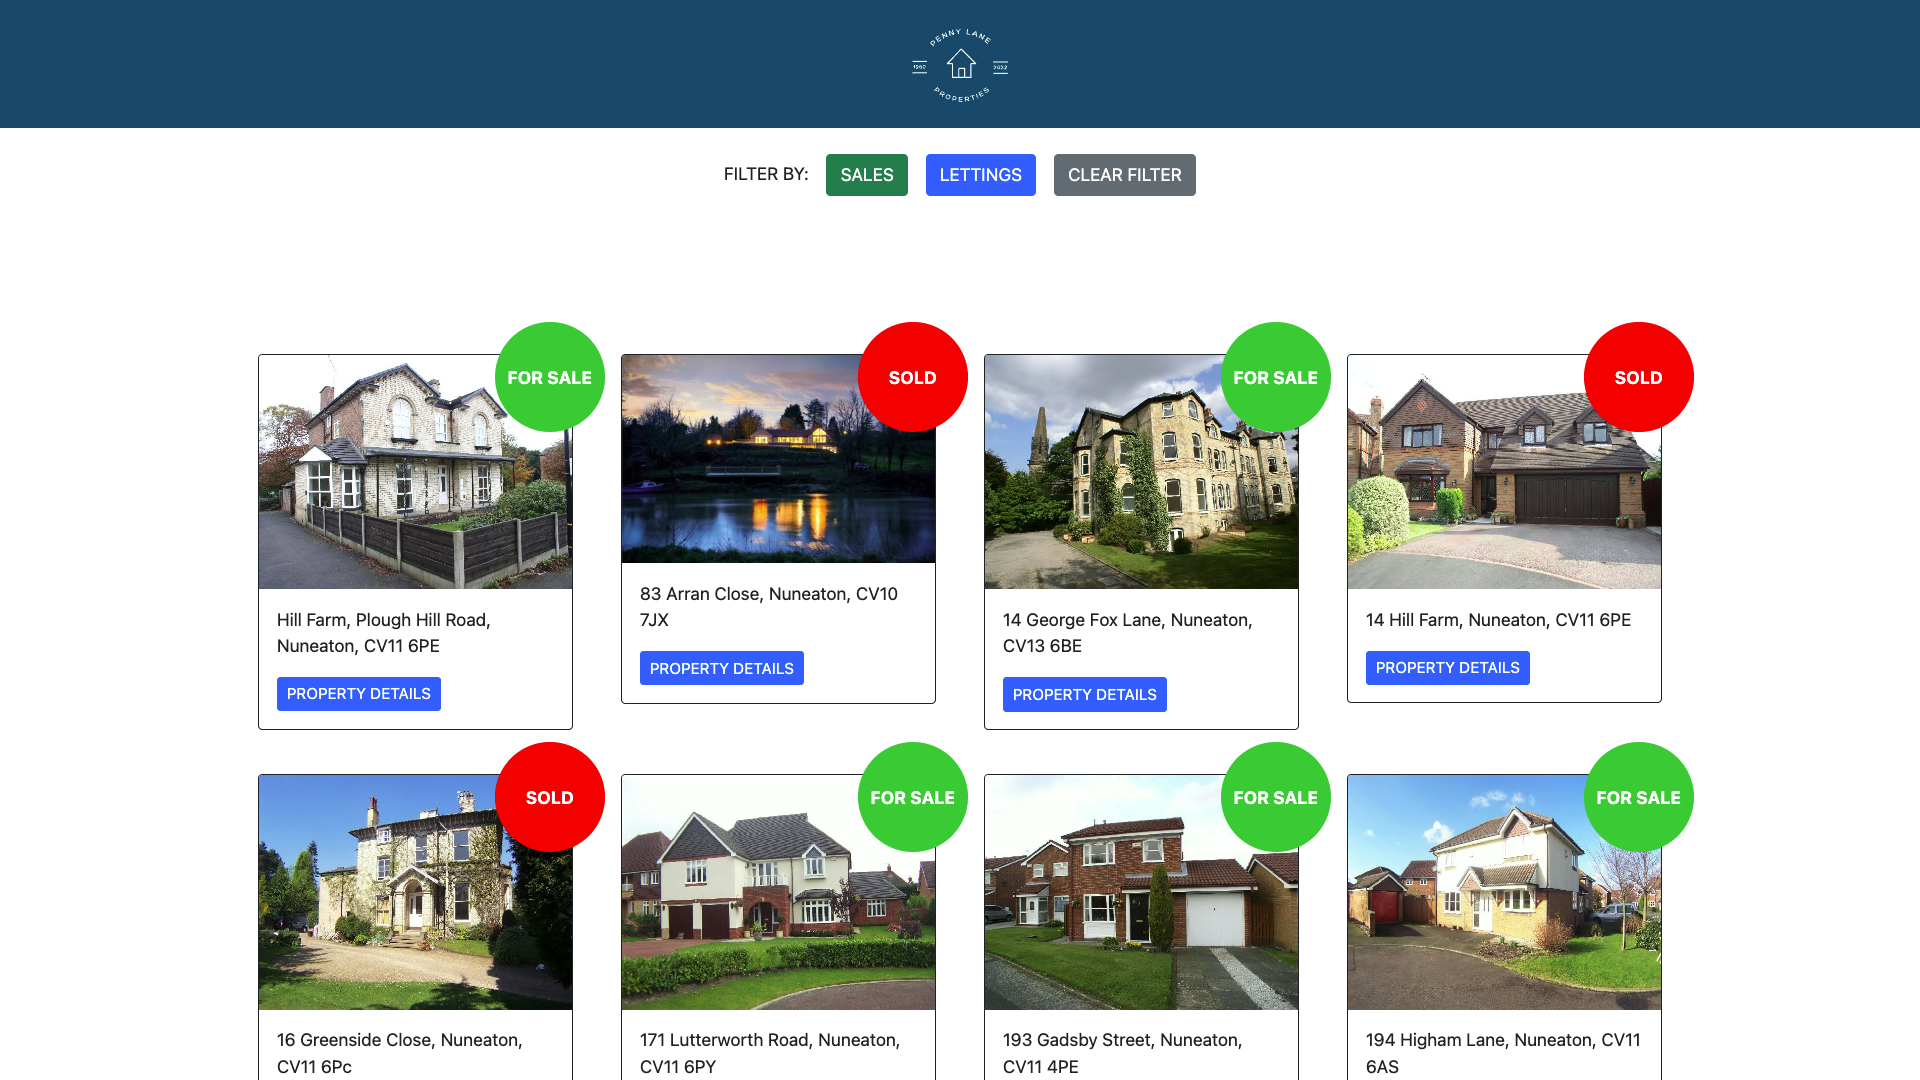 PENNY LANE
1960
2022
PROPERTIES
FILTER BY:
SALES
LETTINGS
CLEAR FILTER
FOR SALE
SOLD
FOR SALE
SOLD
Hill Farm, Plough Hill Road,
Nuneaton, CV11 6PE
PROPERTY DETAILS
83 Arran Close, Nuneaton, CV10
7JX
PROPERTY DETAILS
14 George Fox Lane, Nuneaton,
CV13 6BE
PROPERTY DETAILS
14 Hill Farm, Nuneaton, CV11 6PE
PROPERTY DETAILS
SOLD
FOR SALE
FOR SALE
FOR SALE
16 Greenside Close, Nuneaton,
CV11 6Pc
171 Lutterworth Road, Nuneaton,
CV11 6PY
193 Gadsby Street, Nuneaton,
CV11 4PE
194 Higham Lane, Nuneaton, CV11
6AS